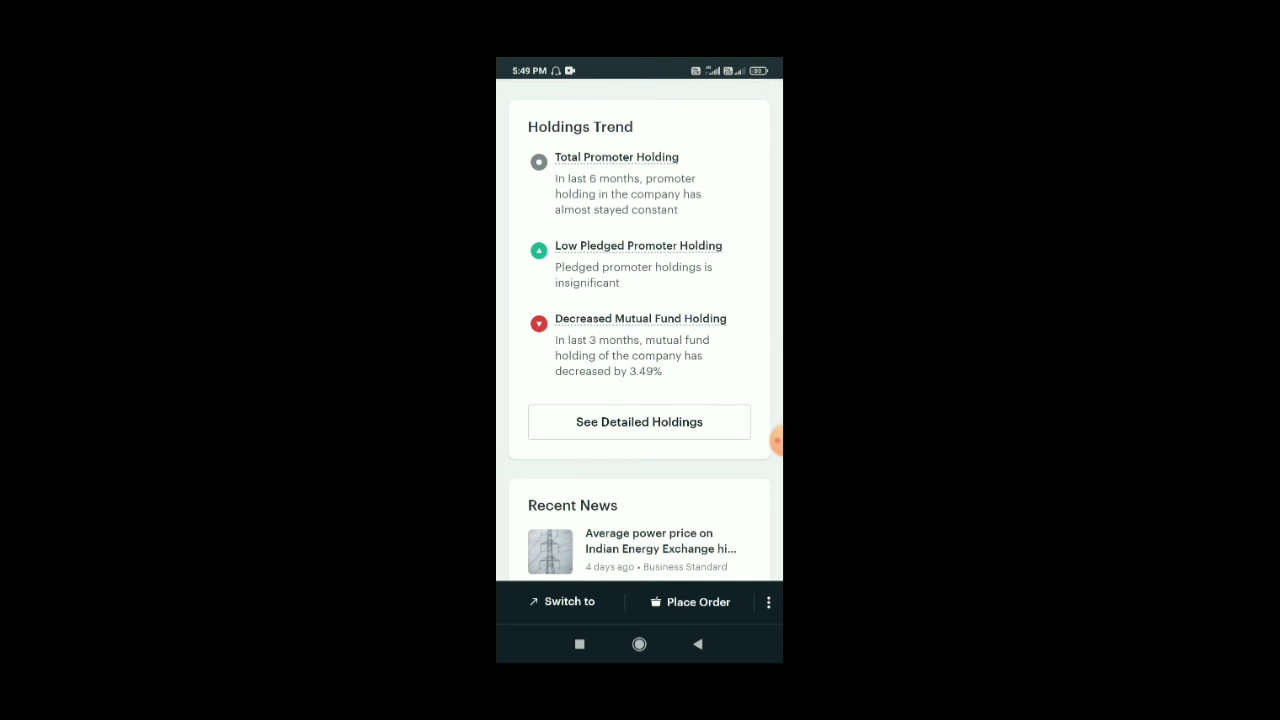 5:49 PM
Holdings Trend
Total Promoter Holding
In last 6 months, promoter
holding in the company has
almost stayed constant
Low Pledged Promoter Holding
Pledged promoter holdings is
insignificant
Decreased Mutual Fund Holding
In last 3 months, mutual fund
holding of the company has
decreased by 3.49%
See Detailed Holdings
Recent News
Average power price on
Indian Energy Exchange hi...
4 days ago • Business Standard
Switch to
Place Order